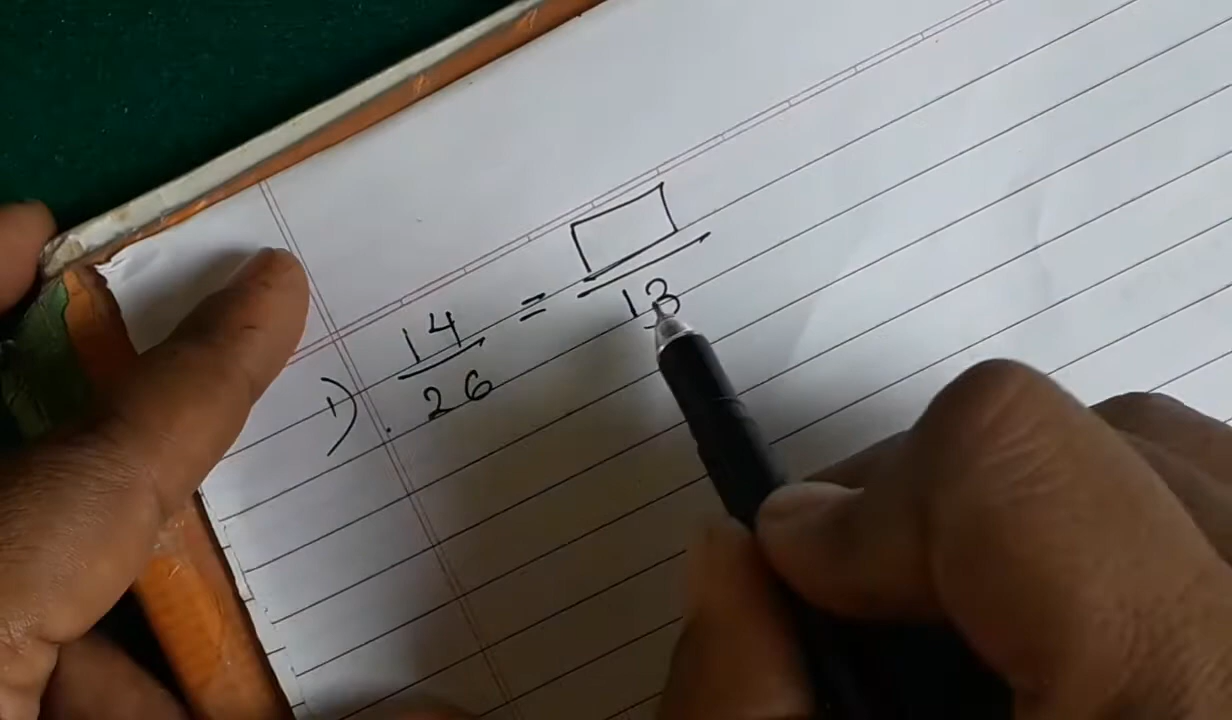 1) 14/26 = □/13